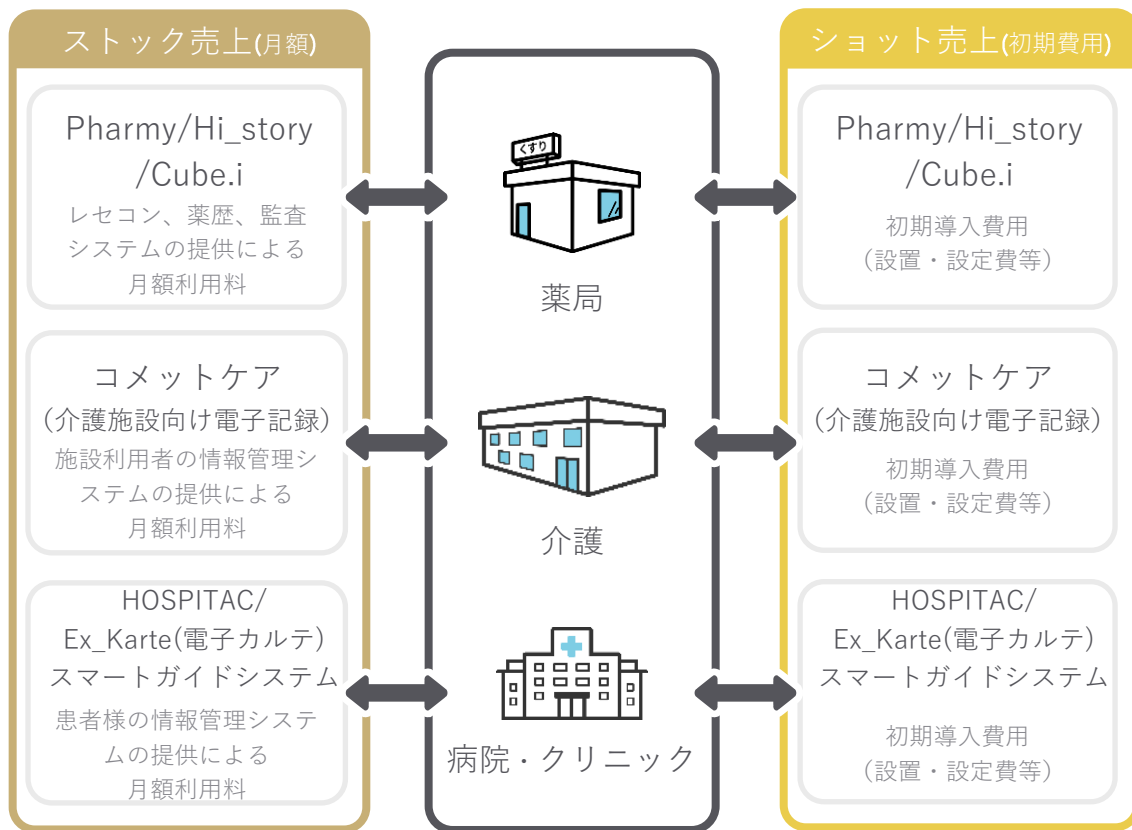 ストック売上(月額)
Pharmy/Hi_story
/Cube.i
レセコン、薬歴、監査
システムの提供による
月額利用料
コメットケア
(介護施設向け電子記録)
施設利用者の情報管理シ
ステムの提供による
月額利用料
HOSPITAC/
Ex_Karte(電子カルテ)
スマートガイドシステム
患者様の情報管理システ
ムの提供による
月額利用料
くすり
薬局
介護
病院・クリニック
ショット売上(初期費用)
Pharmy/Hi_story
/Cube.i
初期導入費用
（設置・設定費等）
コメットケア
(介護施設向け電子記録)
初期導入費用
（設置・設定費等）
HOSPITAC/
Ex_Karte(電子カルテ)
スマートガイドシステム
初期導入費用
（設置・設定費等）